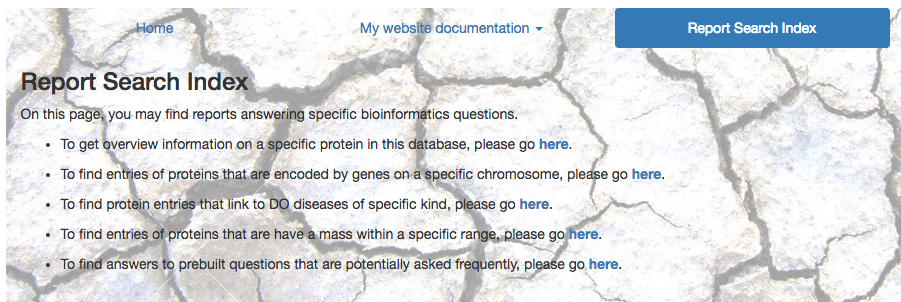 Home
My website documentation
Report Search Index
Report Search Index
On this page, you may find reports answering specific bioinformatics questions.
To get overview information on a specific protein in this database, please go here.
To find entries of proteins that are encoded by genes on a specific chromosome, please go here.
To find protein entries that link to DO diseases of specific kind, please go here.
To find entries of proteins that are have a mass within a specific range, please go here.
To find answers to prebuilt questions that are potentially asked frequently, please go here.